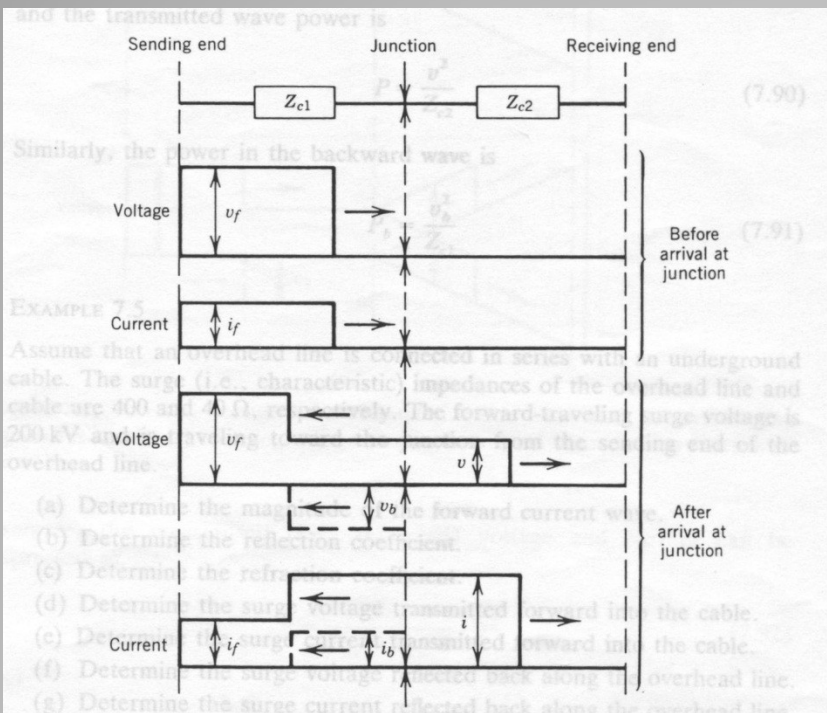 and the transmitted wave power is
Sending end Junction Receiving end
Z_c1 Z_c2
P = v^2 / Z_c2 (7.90)
Similarly, the power in the backward wave is
Voltage v_f
P_b = v_b^2 / Z_c1 (7.91)
Before
arrival at
junction
EXAMPLE 7.5
Current i_f
Assume that an overhead line is connected in series with an underground
cable. The surge (i.e., characteristic) impedances of the overhead line and
cable are 400 and 40 Ω, respectively. The forward-traveling surge voltage is
200 kV and is traveling toward the junction from the sending end of the
overhead line.
Voltage v_f v
v_b
After
arrival at
junction
(a) Determine the magnitude of the forward current wave.
(b) Determine the reflection coefficient.
(c) Determine the refraction coefficient.
(d) Determine the surge voltage transmitted forward into the cable.
(e) Determine the surge current transmitted forward into the cable.
(f) Determine the surge voltage reflected back along the overhead line.
(g) Determine the surge current reflected back along the overhead line.
Current i_f i_b i